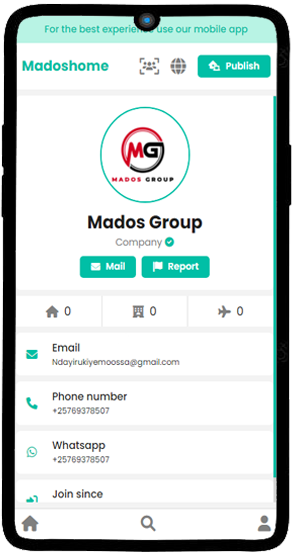 For the best experience use our mobile app
Madoshome
Publish
MG
MADOS GROUP
Mados Group
Company
Mail
Report
0
0
0
Email
Ndayirukiyemoossa@gmail.com
Phone number
+25769378507
Whatsapp
+25769378507
Join since